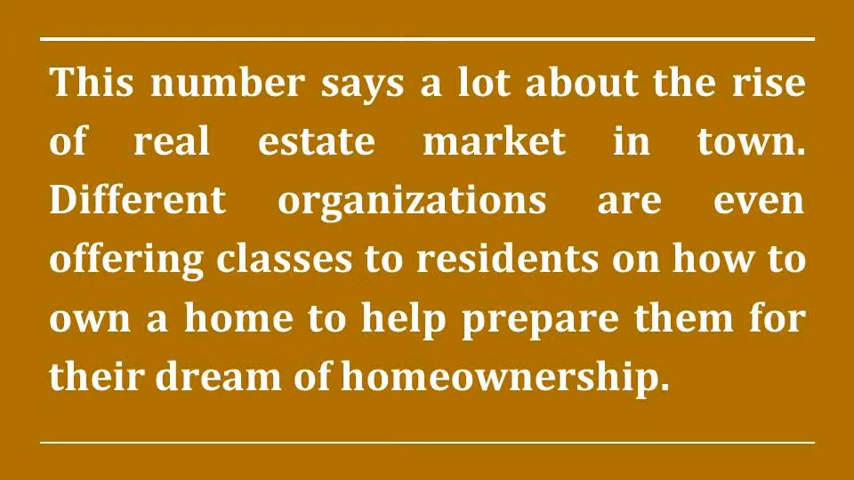 This number says a lot about the rise
of real estate market in town.
Different organizations are even
offering classes to residents on how to
own a home to help prepare them for
their dream of homeownership.